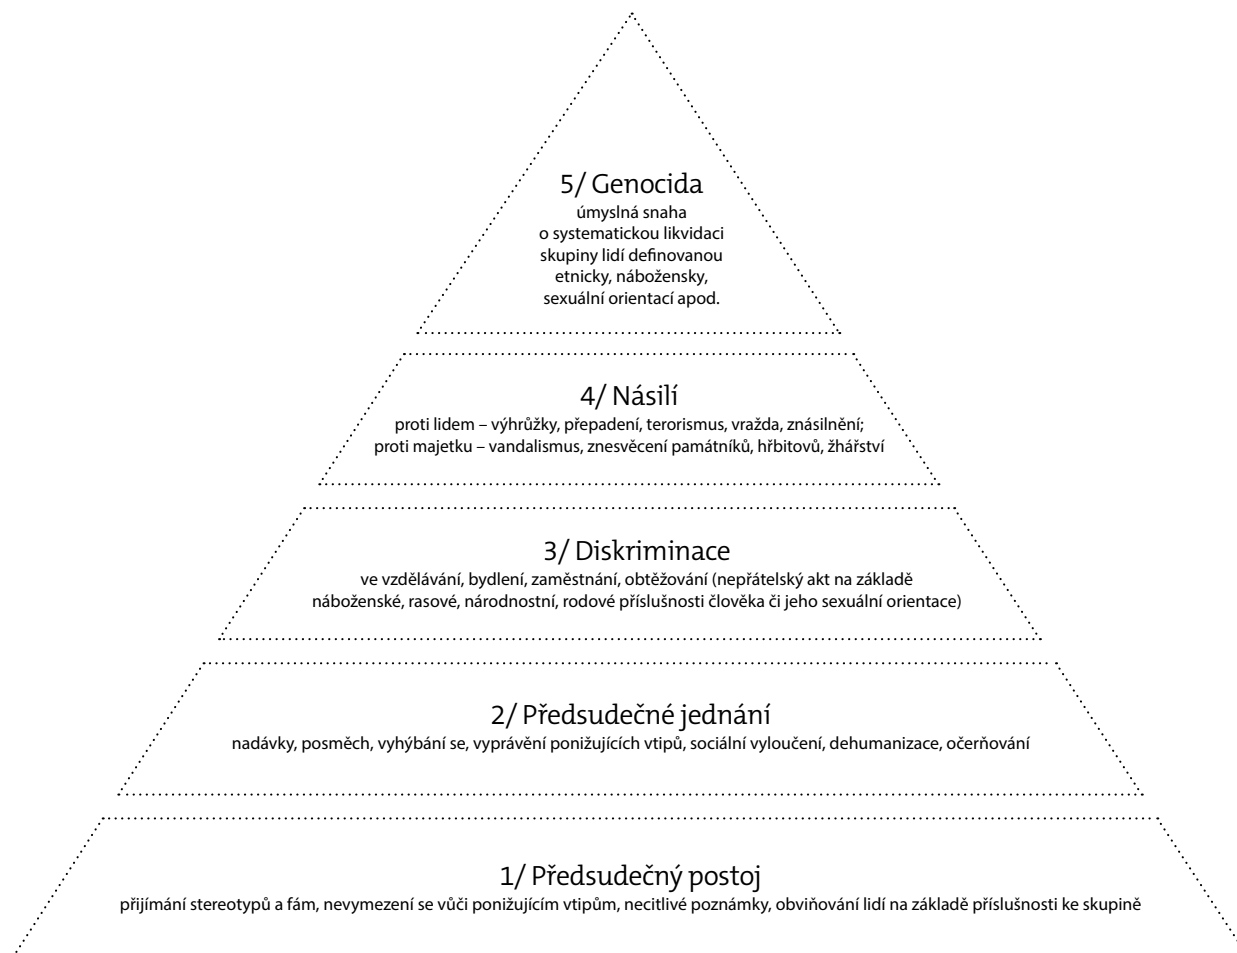 5/ Genocida
úmyslná snaha
o systematickou likvidaci
skupiny lidí definovanou
etnicky, nábožensky,
sexuální orientací apod.
4/ Násilí
proti lidem – výhrůžky, přepadení, terorismus, vražda, znásilnění;
proti majetku – vandalismus, znesvěcení památníků, hřbitovů, žhářství
3/ Diskriminace
ve vzdělávání, bydlení, zaměstnání, obtěžování (nepřátelský akt na základě
náboženské, rasové, národnostní, rodové příslušnosti člověka či jeho sexuální orientace)
2/ Předsudečné jednání
nadávky, posměch, vyhýbání se, vyprávění ponižujících vtipů, sociální vyloučení, dehumanizace, očerňování
1/ Předsudečný postoj
přijímání stereotypů a fám, nevymezení se vůči ponižujícím vtipům, necitlivé poznámky, obviňování lidí na základě příslušnosti ke skupině